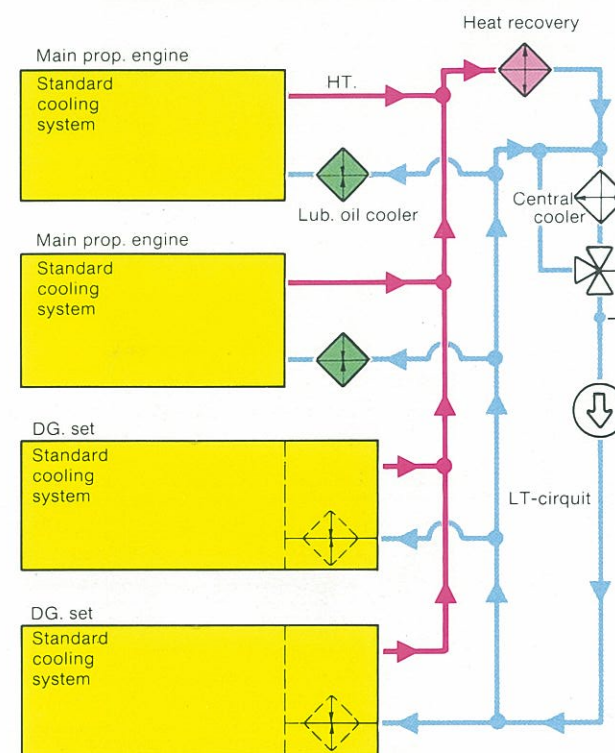 Heat recovery
Main prop. engine
Standard
cooling
system
HT.
Lub. oil cooler
Central
cooler
Main prop. engine
Standard
cooling
system
DG. set
Standard
cooling
system
LT-cirquit
DG. set
Standard
cooling
system